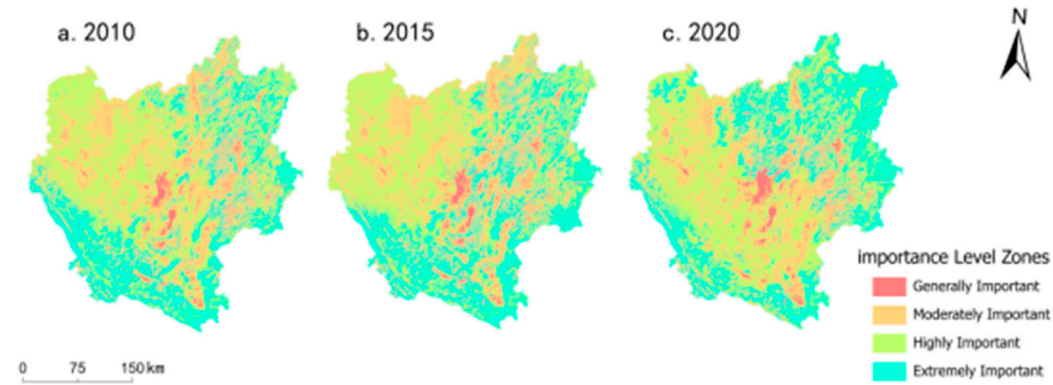 a. 2010
b. 2015
c. 2020
N
importance Level Zones
Generally Important
Moderately Important
Highly Important
Extremely Important
0 75 150 km